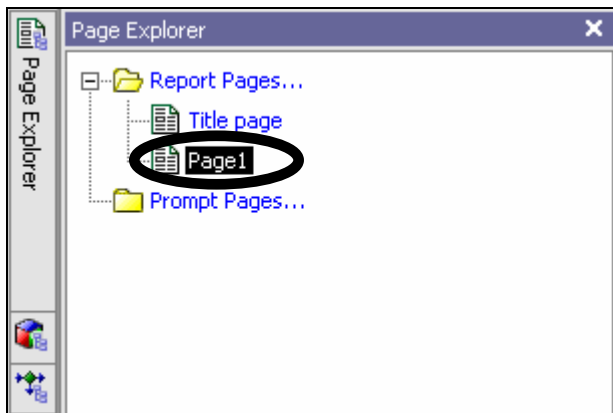 Page Explorer
Page Explorer
Report Pages...
Title page
Page1
Prompt Pages...